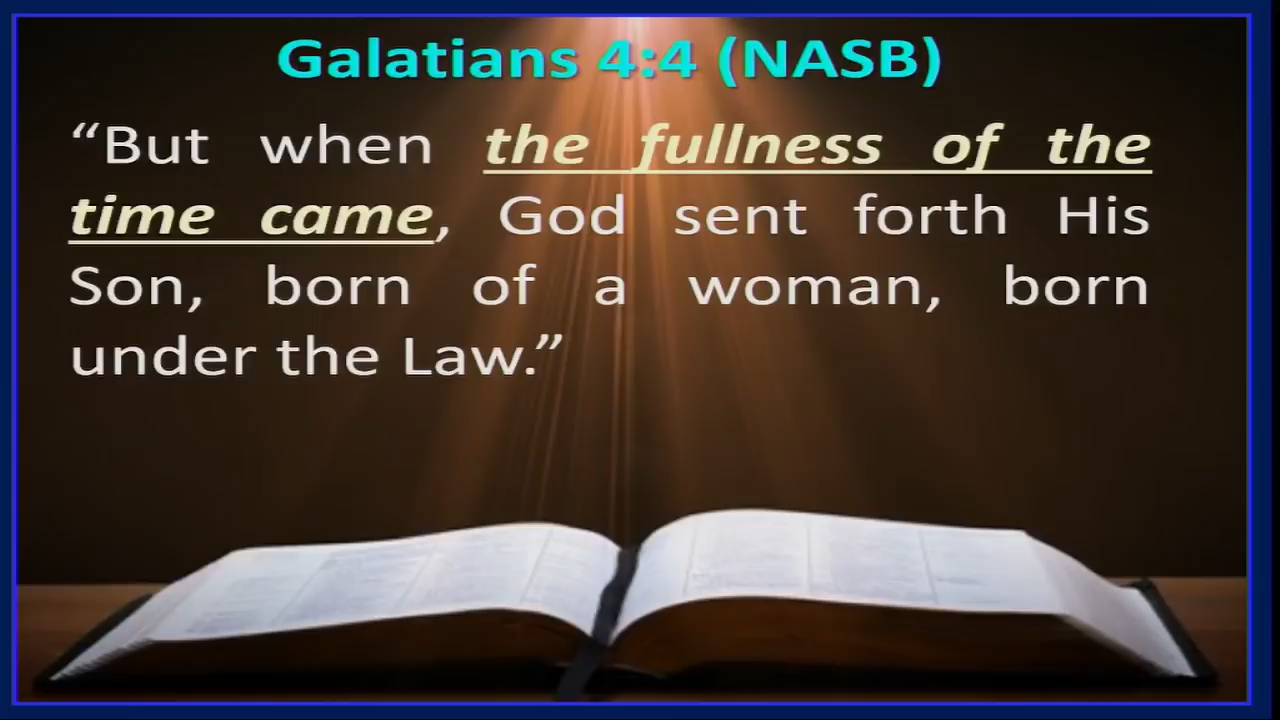 Galatians 4:4 (NASB)
“But when the fullness of the
time came, God sent forth His
Son, born of a woman, born
under the Law.”